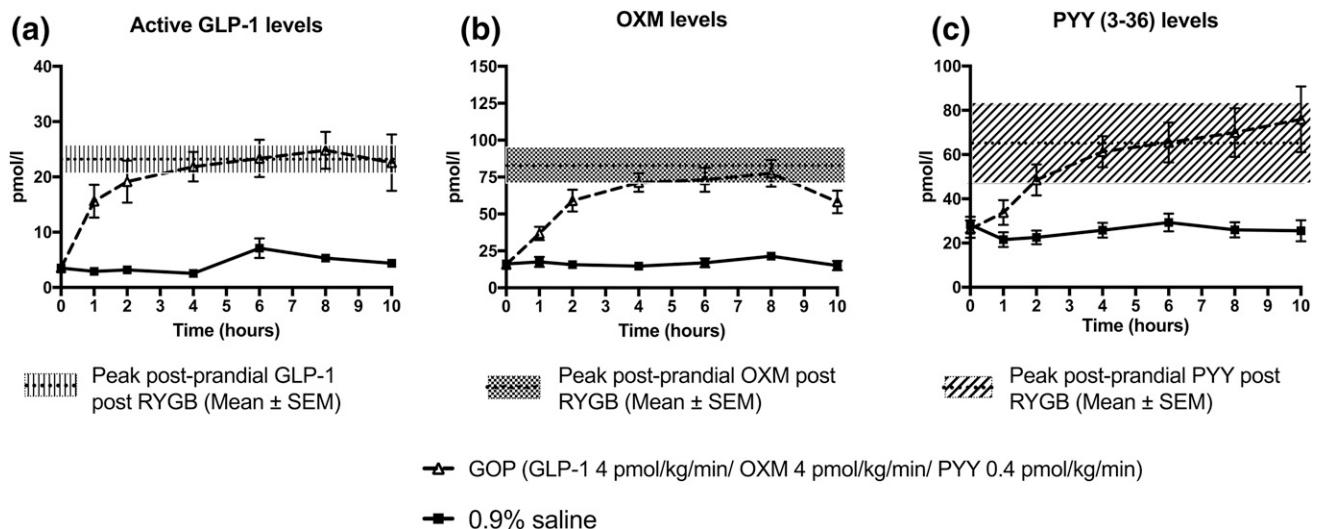 (a)
Active GLP-1 levels
pmol/l
40
30
20
10
0
0 1 2 3 4 5 6 7 8 9 10
Time (hours)
Peak post-prandial GLP-1
post RYGB (Mean ± SEM)
(b)
OXM levels
pmol/l
150
125
100
75
50
25
0
0 1 2 3 4 5 6 7 8 9 10
Time (hours)
Peak post-prandial OXM post
RYGB (Mean ± SEM)
(c)
PYY (3-36) levels
pmol/l
100
80
60
40
20
0
0 1 2 3 4 5 6 7 8 9 10
Time (hours)
Peak post-prandial PYY post
RYGB (Mean ± SEM)
GOP (GLP-1 4 pmol/kg/min/ OXM 4 pmol/kg/min/ PYY 0.4 pmol/kg/min)
0.9% saline